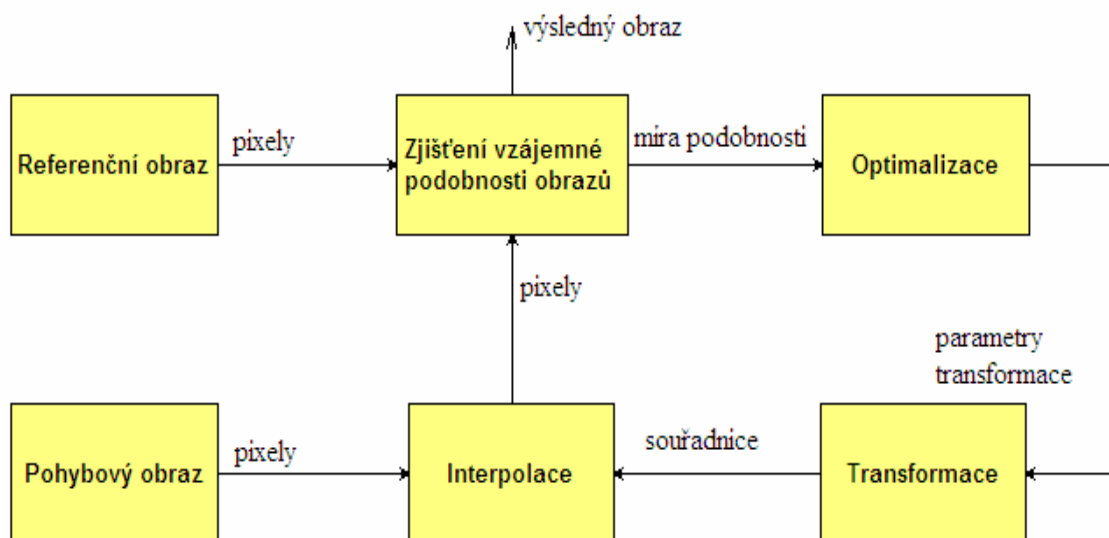 výsledný obraz
Referenční obraz
pixely
Zjišťení vzájemné
podobnosti obrazů
mira podobnosti
Optimalizace
pixely
parametry
transformace
Pohybový obraz
pixely
Interpolace
souřadnice
Transformace